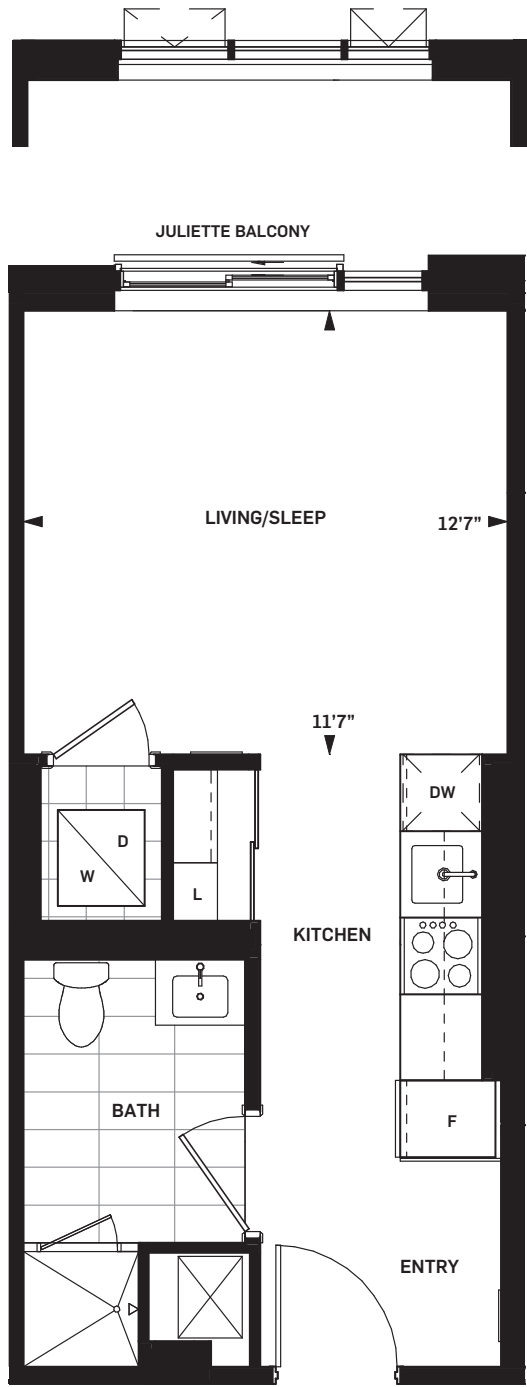 JULIETTE BALCONY
LIVING/SLEEP
12'7"
11'7"
DW
D
W
L
KITCHEN
BATH
F
ENTRY